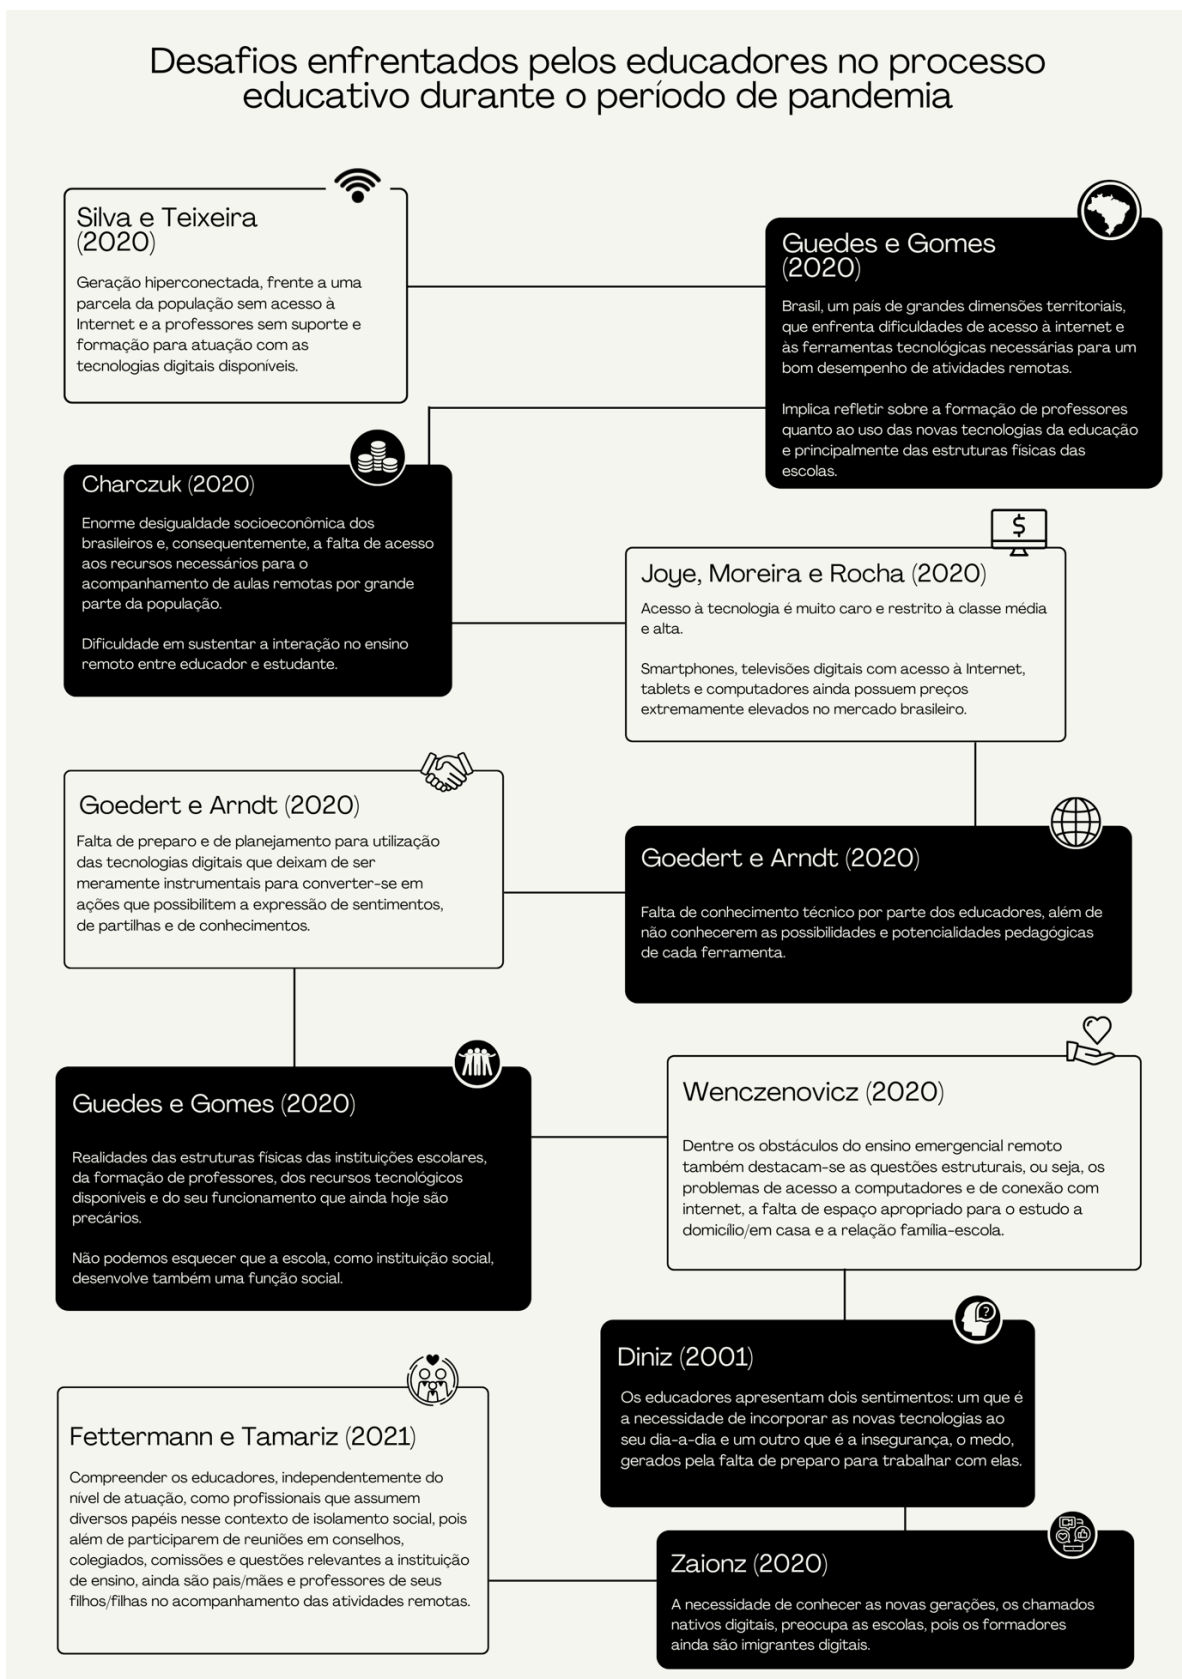 Desafios enfrentados pelos educadores no processo
educativo durante o período de pandemia
Silva e Teixeira
(2020)
Geração hiperconectada, frente a uma
parcela da população sem acesso à
Internet e a professores sem suporte e
formação para atuação com as
tecnologias digitais disponíveis.
Guedes e Gomes
(2020)
Brasil, um país de grandes dimensões territoriais,
que enfrenta dificuldades de acesso à internet e
às ferramentas tecnológicas necessárias para um
bom desempenho de atividades remotas.
Implica refletir sobre a formação de professores
quanto ao uso das novas tecnologias da educação
e principalmente das estruturas físicas das
escolas.
Charczuk (2020)
Enorme desigualdade socioeconômica dos
brasileiros e, consequentemente, a falta de acesso
aos recursos necessários para o
acompanhamento de aulas remotas por grande
parte da população.
Dificuldade em sustentar a interação no ensino
remoto entre educador e estudante.
$
Joye, Moreira e Rocha (2020)
Acesso à tecnologia é muito caro e restrito à classe média
e alta.
Smartphones, televisões digitais com acesso à Internet,
tablets e computadores ainda possuem preços
extremamente elevados no mercado brasileiro.
Goedert e Arndt (2020)
Falta de preparo e de planejamento para utilização
das tecnologias digitais que deixam de ser
meramente instrumentais para converter-se em
ações que possibilitem a expressão de sentimentos,
de partilhas e de conhecimentos.
Goedert e Arndt (2020)
Falta de conhecimento técnico por parte dos educadores, além de
não conhecerem as possibilidades e potencialidades pedagógicas
de cada ferramenta.
Guedes e Gomes (2020)
Realidades das estruturas físicas das instituições escolares,
da formação de professores, dos recursos tecnológicos
disponíveis e do seu funcionamento que ainda hoje são
precários.
Não podemos esquecer que a escola, como instituição social,
desenvolve também uma função social.
Wenczenovicz (2020)
Dentre os obstáculos do ensino emergencial remoto
também destacam-se as questões estruturais, ou seja, os
problemas de acesso a computadores e de conexão com
internet, a falta de espaço apropriado para o estudo a
domicílio/em casa e a relação família-escola.
?
Diniz (2001)
Os educadores apresentam dois sentimentos: um que é
a necessidade de incorporar as novas tecnologias ao
seu dia-a-dia e um outro que é a insegurança, o medo,
gerados pela falta de preparo para trabalhar com elas.
Fettermann e Tamariz (2021)
Compreender os educadores, independentemente do
nível de atuação, como profissionais que assumem
diversos papéis nesse contexto de isolamento social, pois
além de participarem de reuniões em conselhos,
colegiados, comissões e questões relevantes a instituição
de ensino, ainda são pais/mães e professores de seus
filhos/filhas no acompanhamento das atividades remotas.
Zaionz (2020)
A necessidade de conhecer as novas gerações, os chamados
nativos digitais, preocupa as escolas, pois os formadores
ainda são imigrantes digitais.